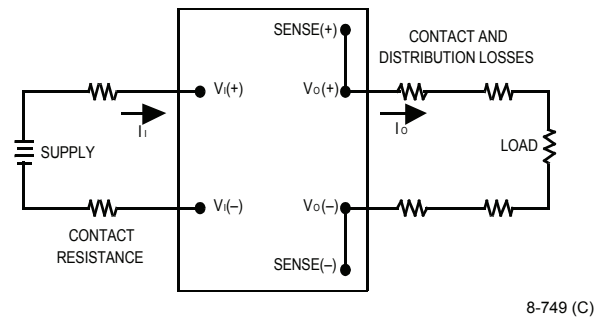 SENSE(+)
CONTACT AND
DISTRIBUTION LOSSES
VI(+)
VO(+)
II
IO
SUPPLY
LOAD
VI(–)
VO(–)
CONTACT
RESISTANCE
SENSE(–)
8-749 (C)